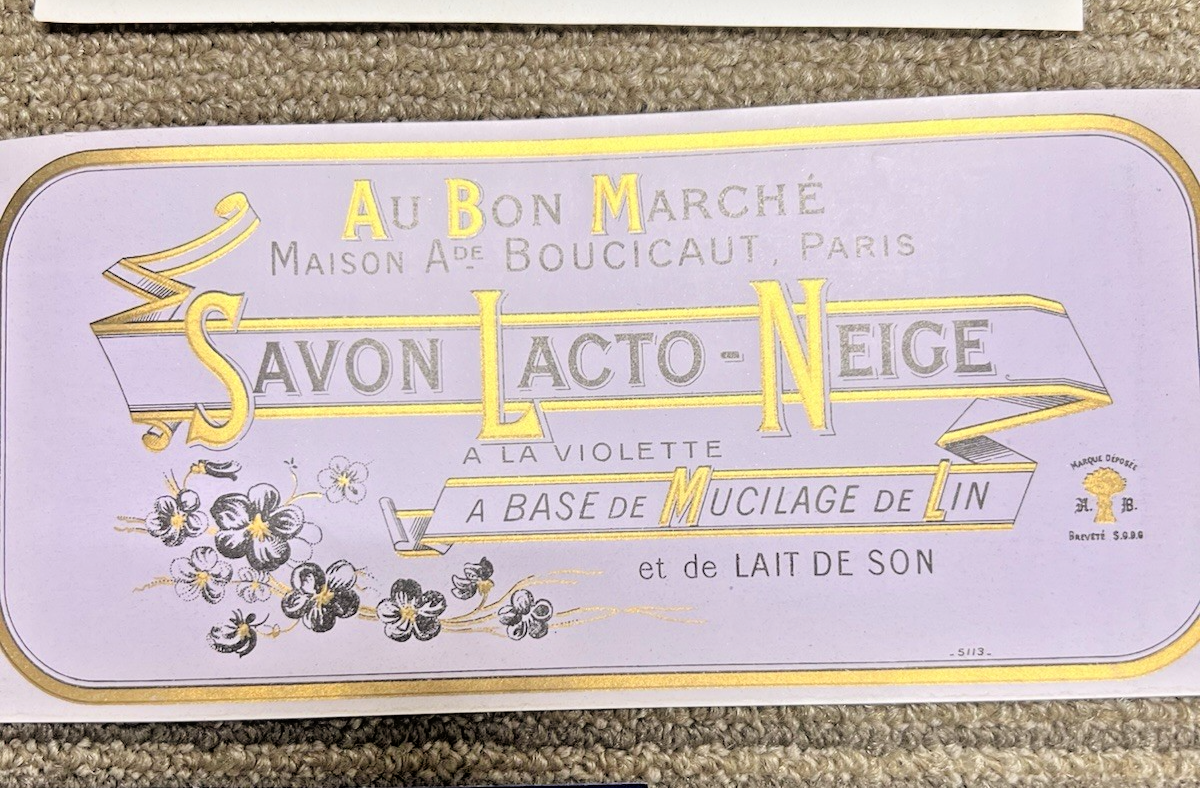 AU BON MARCHÉ
MAISON ADE BOUCICAUT, PARIS
SAVON LACTO-NEIGE
A LA VIOLETTE
A BASE DE MUCILAGE DE LIN
et de LAIT DE SON
MARQUE DÉPOSÉE
A. B.
BREVETÉ S.G.D.G
- 5113 -